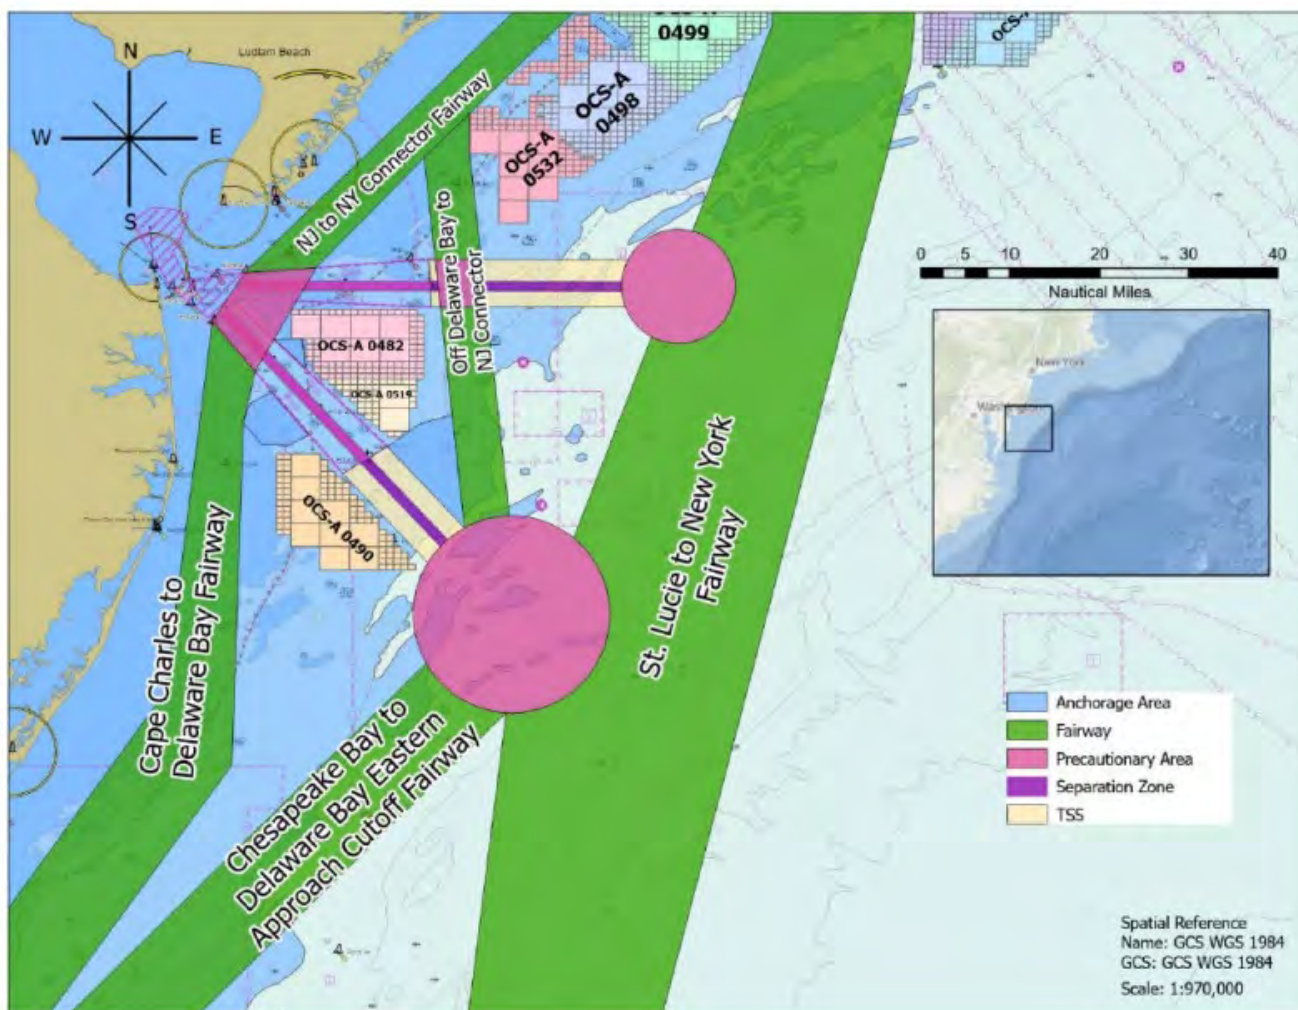 N
W
E
S
Ludlam Beach
0499
OCS-A
0498
OCS-A
0532
NJ to NY Connector Fairway
Off Delaware Bay to
NJ Connector
OCS-A 0482
OCS-A 0519
OCS-A 0490
Cape Charles to
Delaware Bay Fairway
Chesapeake Bay to
Delaware Bay Eastern
Approach Cutoff Fairway
St. Lucie to New York
Fairway
0 5 10 20 30 40
Nautical Miles
New York
Washington
Anchorage Area
Fairway
Precautionary Area
Separation Zone
TSS
Spatial Reference
Name: GCS WGS 1984
GCS: GCS WGS 1984
Scale: 1:970,000